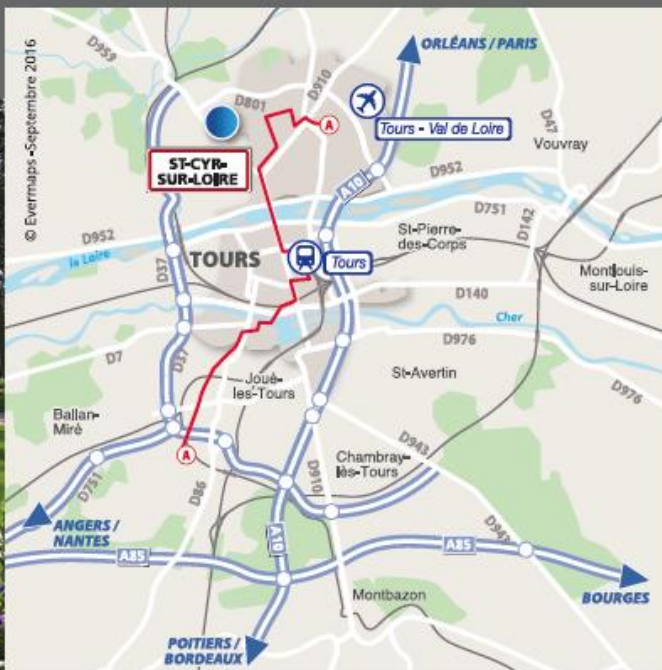 © Evermaps - Septembre 2016
D959
D910
ORLÉANS / PARIS
D801
A
Tours - Val de Loire
D47
Vouvray
ST-CYR-
SUR-LOIRE
A10
D952
D751
D142
St-Pierre
des-Corps
D952
la Loire
TOURS
Tours
D37
Montlouis
sur-Loire
D140
Cher
D976
D7
D37
St-Avertin
D976
Joué-
les-Tours
Ballan-
Miré
A
D943
Chambray-
lès-Tours
D751
D86
D910
D943
ANGERS /
NANTES
A10
A85
A85
BOURGES
Montbazon
POITIERS /
BORDEAUX